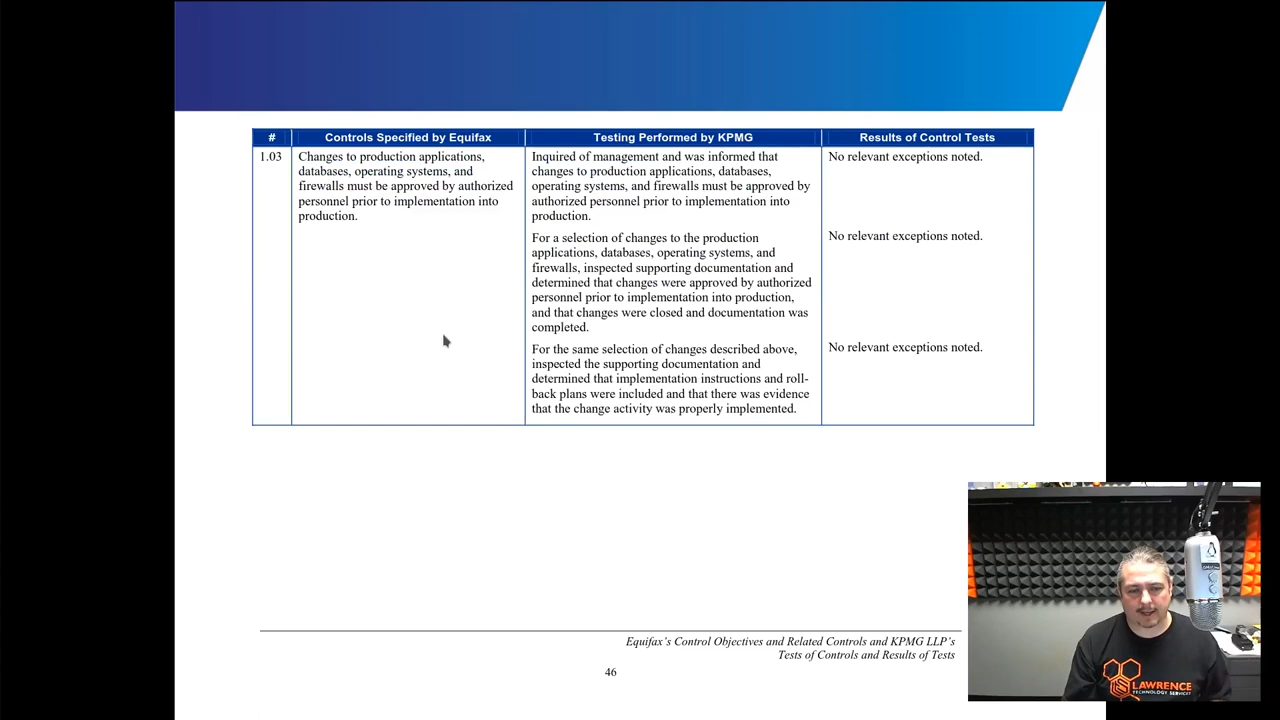 # Controls Specified by Equifax Testing Performed by KPMG Results of Control Tests
1.03
Changes to production applications,
databases, operating systems, and
firewalls must be approved by authorized
personnel prior to implementation into
production.
Inquired of management and was informed that
changes to production applications, databases,
operating systems, and firewalls must be approved by
authorized personnel prior to implementation into
production.
No relevant exceptions noted.
For a selection of changes to the production
applications, databases, operating systems, and
firewalls, inspected supporting documentation and
determined that changes were approved by authorized
personnel prior to implementation into production,
and that changes were closed and documentation was
completed.
No relevant exceptions noted.
For the same selection of changes described above,
inspected the supporting documentation and
determined that implementation instructions and roll-
back plans were included and that there was evidence
that the change activity was properly implemented.
No relevant exceptions noted.
Equifax's Control Objectives and Related Controls and KPMG LLP's
Tests of Controls and Results of Tests
46
LAWRENCE
TECHNOLOGY SERVICES